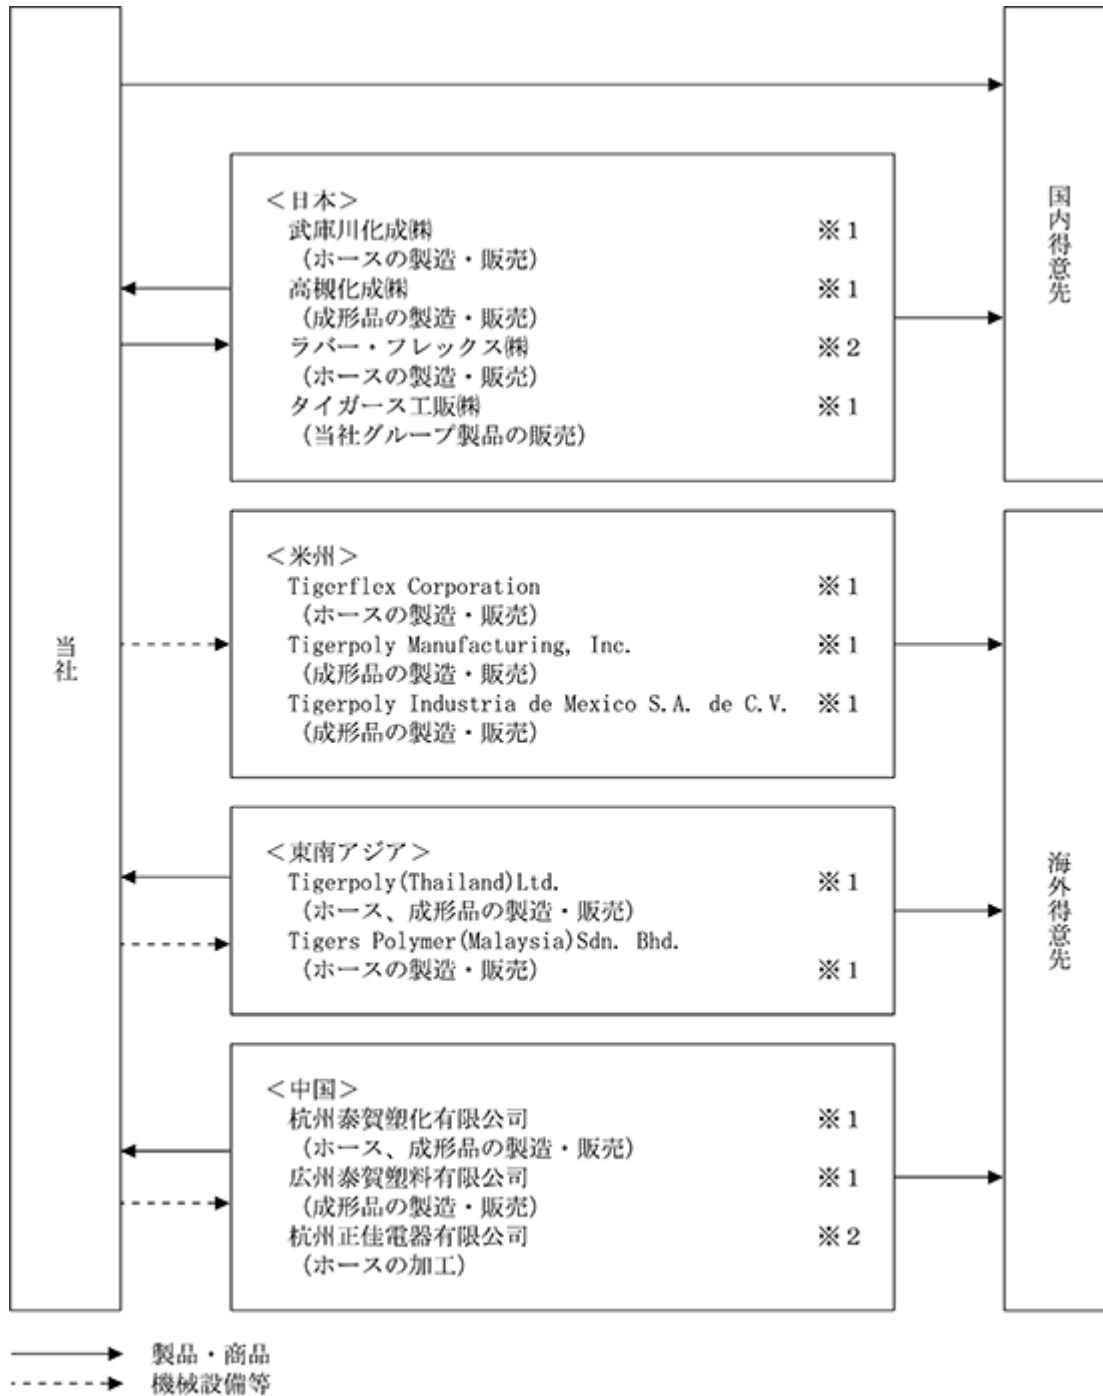 当社
＜日本＞
武庫川化成㈱ ※１
（ホースの製造・販売）
高槻化成㈱ ※１
（成形品の製造・販売）
ラバー・フレックス㈱ ※２
（ホースの製造・販売）
タイガース工販㈱ ※１
（当社グループ製品の販売）
国内得意先
＜米州＞
Tigerflex Corporation ※１
（ホースの製造・販売）
Tigerpoly Manufacturing, Inc. ※１
（成形品の製造・販売）
Tigerpoly Industria de Mexico S.A. de C.V. ※１
（成形品の製造・販売）
＜東南アジア＞
Tigerpoly(Thailand)Ltd. ※１
（ホース、成形品の製造・販売）
Tigers Polymer(Malaysia)Sdn. Bhd.
（ホースの製造・販売） ※１
＜中国＞
杭州泰賀塑化有限公司 ※１
（ホース、成形品の製造・販売）
広州泰賀塑料有限公司 ※１
（成形品の製造・販売）
杭州正佳電器有限公司 ※２
（ホースの加工）
海外得意先
製品・商品
機械設備等